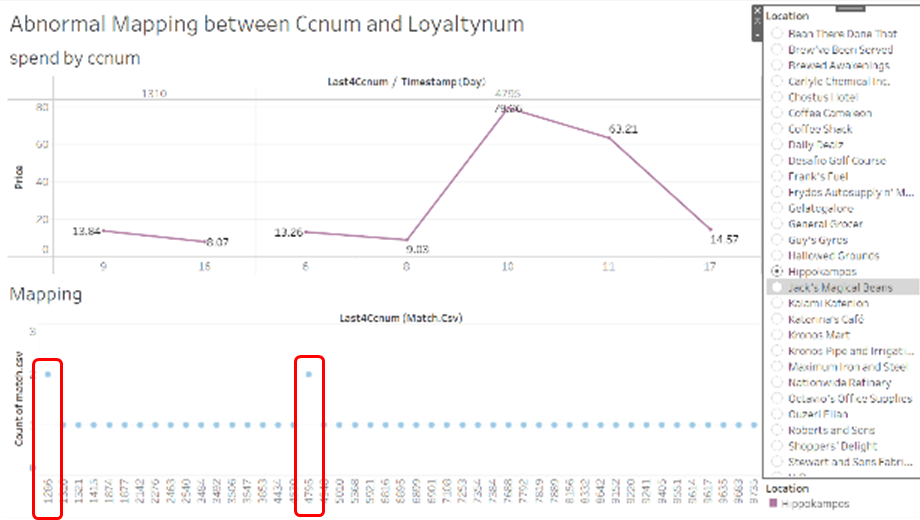 Abnormal Mapping between Ccnum and Loyaltynum
spend by ccnum
Last4Ccnum / Timestamp(Day)
1310 4795
80
60
40
20
0
Price
13.84
8.07
13.26
9.03
63.21
14.57
9 16 6 8 10 11 17
Mapping
Last4Ccnum (Match.Csv)
3
Count of match.csv
1286 1321 1415 1874 1877 2142 2276 2463 2540 3484 3492 3506 3547 3853 4434 4795 5368 5921 6816 6895 6899 6901 7108 7253 7354 7384 7688 7792 7819 7889 8156 8332 8642 9152 9220 9241 9405 9551 9614 9617 9635 9683 9735
Location
Bean There Done That
Brew've Been Served
Brewed Awakenings
Carlyle Chemical Inc.
Chostus Hotel
Coffee Cameleon
Coffee Shack
Daily Dealz
Desafio Golf Course
Frank's Fuel
Frydos Autosupply n' M...
Gelatogalore
General Grocer
Guy's Gyros
Hallowed Grounds
Hippokampos
Jack's Magical Beans
Kalami Kafenion
Katerina's Café
Kronos Mart
Kronos Pipe and Irrigati...
Maximum Iron and Steel
Nationwide Refinery
Octavio's Office Supplies
Ouzeri Elian
Roberts and Sons
Shoppers' Delight
Stewart and Sons Fabri...
Location
Hippokampos